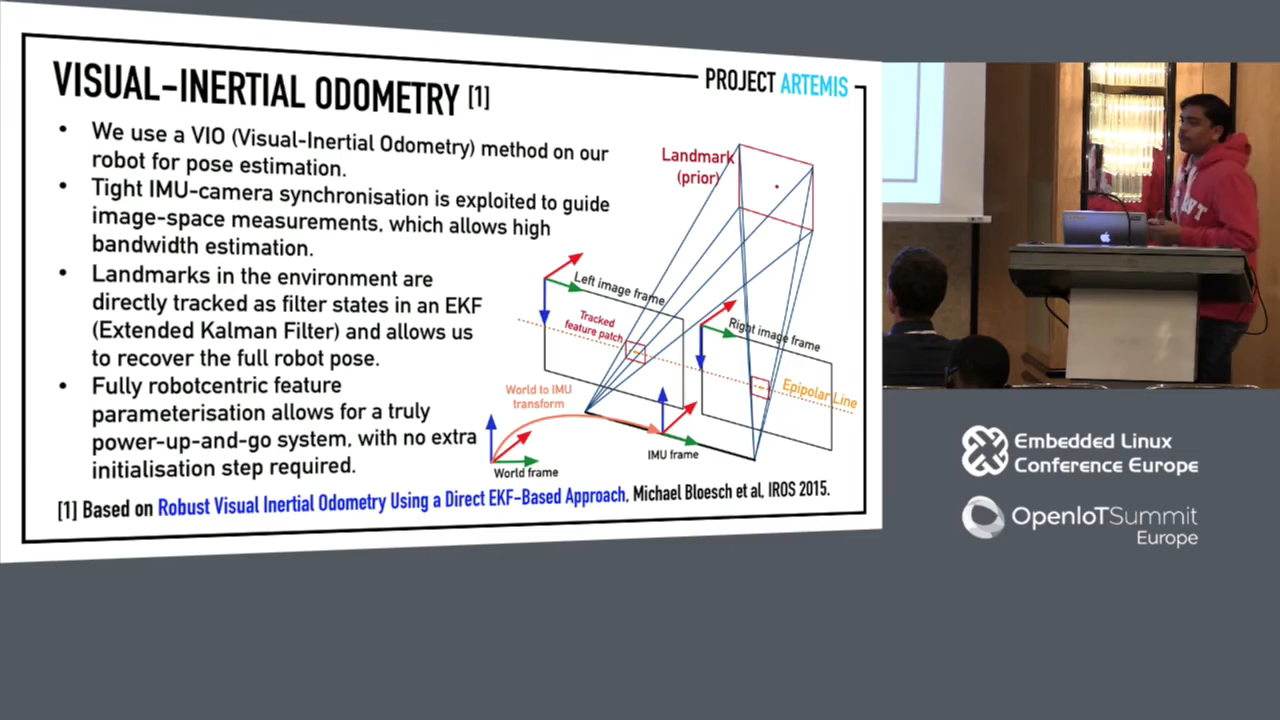 VISUAL-INERTIAL ODOMETRY [1]
PROJECT ARTEMIS
• We use a VIO (Visual-Inertial Odometry) method on our
robot for pose estimation.
• Tight IMU-camera synchronisation is exploited to guide
image-space measurements, which allows high
bandwidth estimation.
• Landmarks in the environment are
directly tracked as filter states in an EKF
(Extended Kalman Filter) and allows us
to recover the full robot pose.
• Fully robotcentric feature
parameterisation allows for a truly
power-up-and-go system, with no extra
initialisation step required.
Landmark
(prior)
Left image frame
Tracked
feature patch
Right image frame
Epipolar Line
World to IMU
transform
IMU frame
World frame
[1] Based on Robust Visual Inertial Odometry Using a Direct EKF-Based Approach, Michael Bloesch et al, IROS 2015.
Embedded Linux
Conference Europe
OpenIoTSummit
Europe